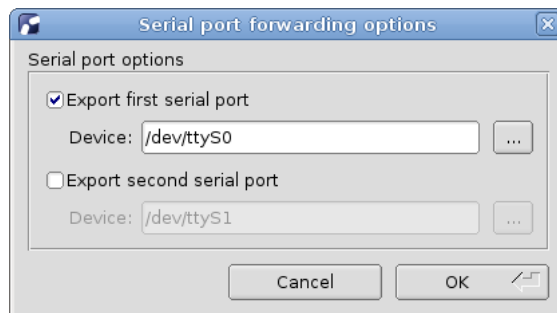 Serial port forwarding options
Serial port options
Export first serial port
Device: /dev/ttyS0 ...
Export second serial port
Device: /dev/ttyS1 ...
Cancel OK